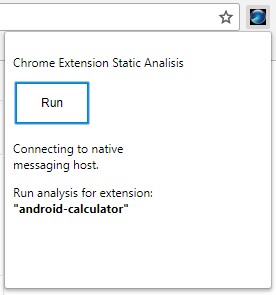 Chrome Extension Static Analisis
Run
Connecting to native
messaging host.
Run analysis for extension:
"android-calculator"